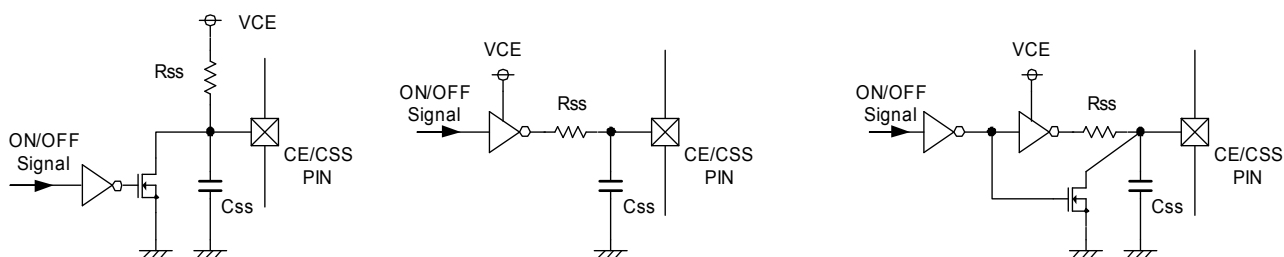 VCE
Rss
ON/OFF
Signal
CE/CSS
PIN
Css
VCE
ON/OFF
Signal
Rss
CE/CSS
PIN
Css
VCE
ON/OFF
Signal
Rss
CE/CSS
PIN
Css